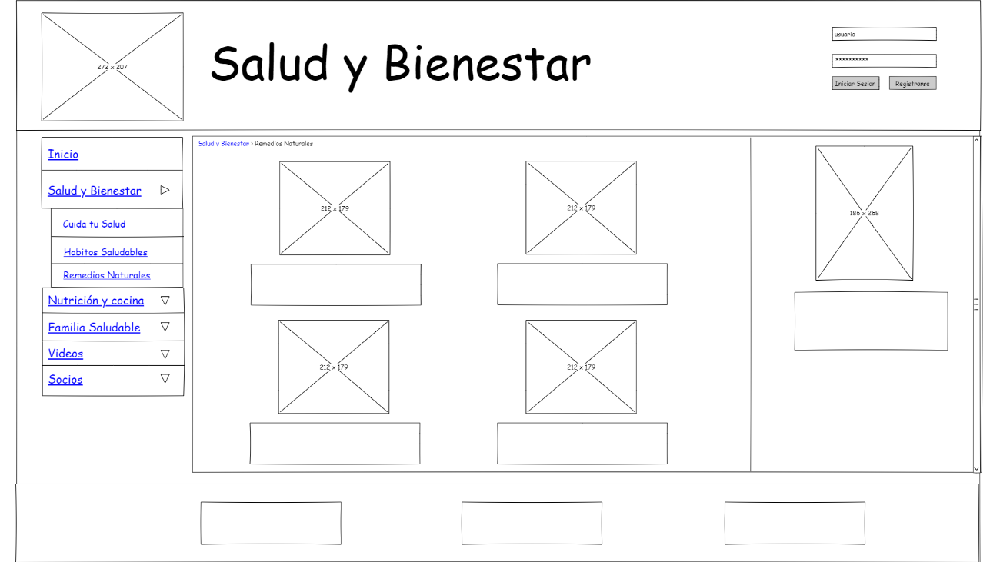 272 x 207
Salud y Bienestar
usuario
**********
Iniciar Sesion
Registrarse
Inicio
Salud y Bienestar
Cuida tu Salud
Habitos Saludables
Remedios Naturales
Nutrición y cocina
Familia Saludable
Videos
Socios
Salud y Bienestar > Remedios Naturales
212 x 179
212 x 179
212 x 179
212 x 179
186 x 258